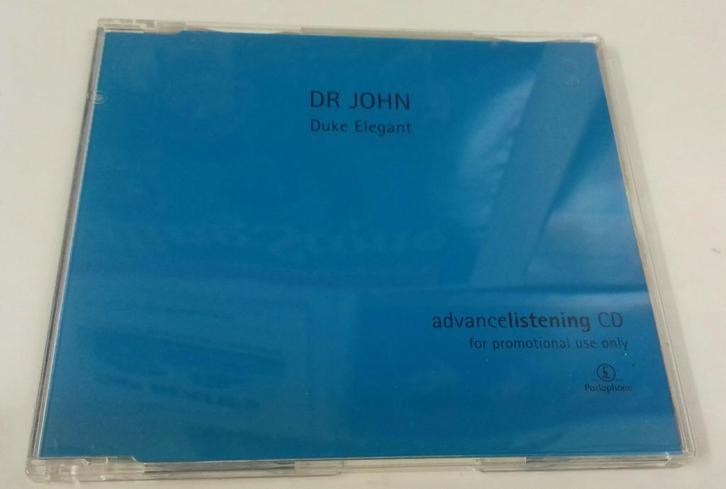 DR JOHN
Duke Elegant
advancelistening CD
for promotional use only
£
Parlophone